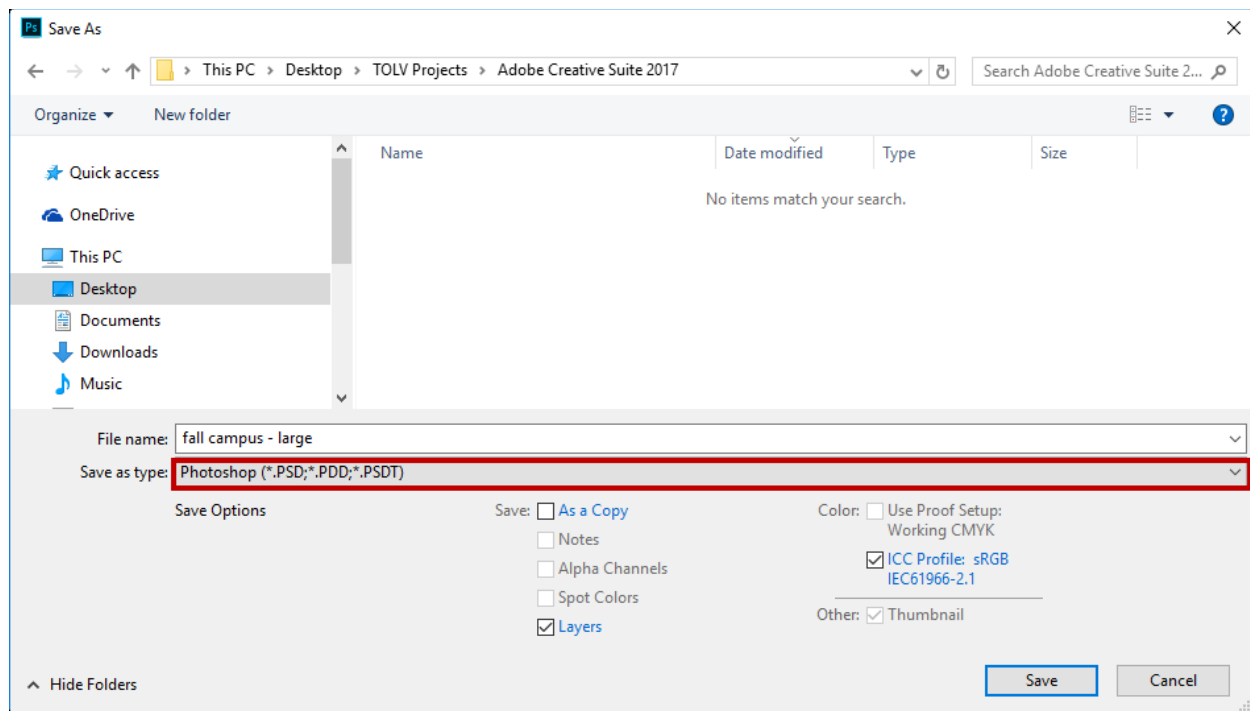 Ps Save As
This PC > Desktop > TOLV Projects > Adobe Creative Suite 2017
Search Adobe Creative Suite 2...
Organize
New folder
?
Name
Date modified
Type
Size
Quick access
OneDrive
This PC
Desktop
Documents
Downloads
Music
No items match your search.
File name: fall campus - large
Save as type: Photoshop (*.PSD;*.PDD;*.PSDT)
Save Options
Save: As a Copy
Notes
Alpha Channels
Spot Colors
Layers
Color: Use Proof Setup:
Working CMYK
ICC Profile: sRGB
IEC61966-2.1
Other: Thumbnail
Hide Folders
Save
Cancel